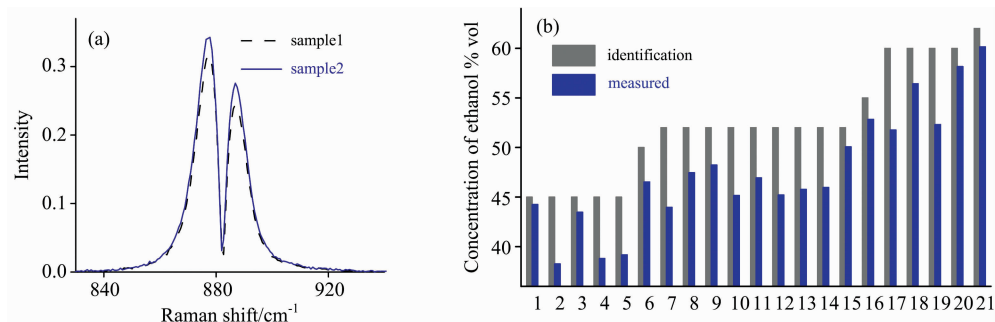 (a)
sample1
sample2
0.3
0.2
0.1
0.0
Intensity
840 880 920
Raman shift/cm⁻¹
(b)
identification
measured
60
55
50
45
40
Concentration of ethanol % vol
1 2 3 4 5 6 7 8 9 10 11 12 13 14 15 16 17 18 19 20 21